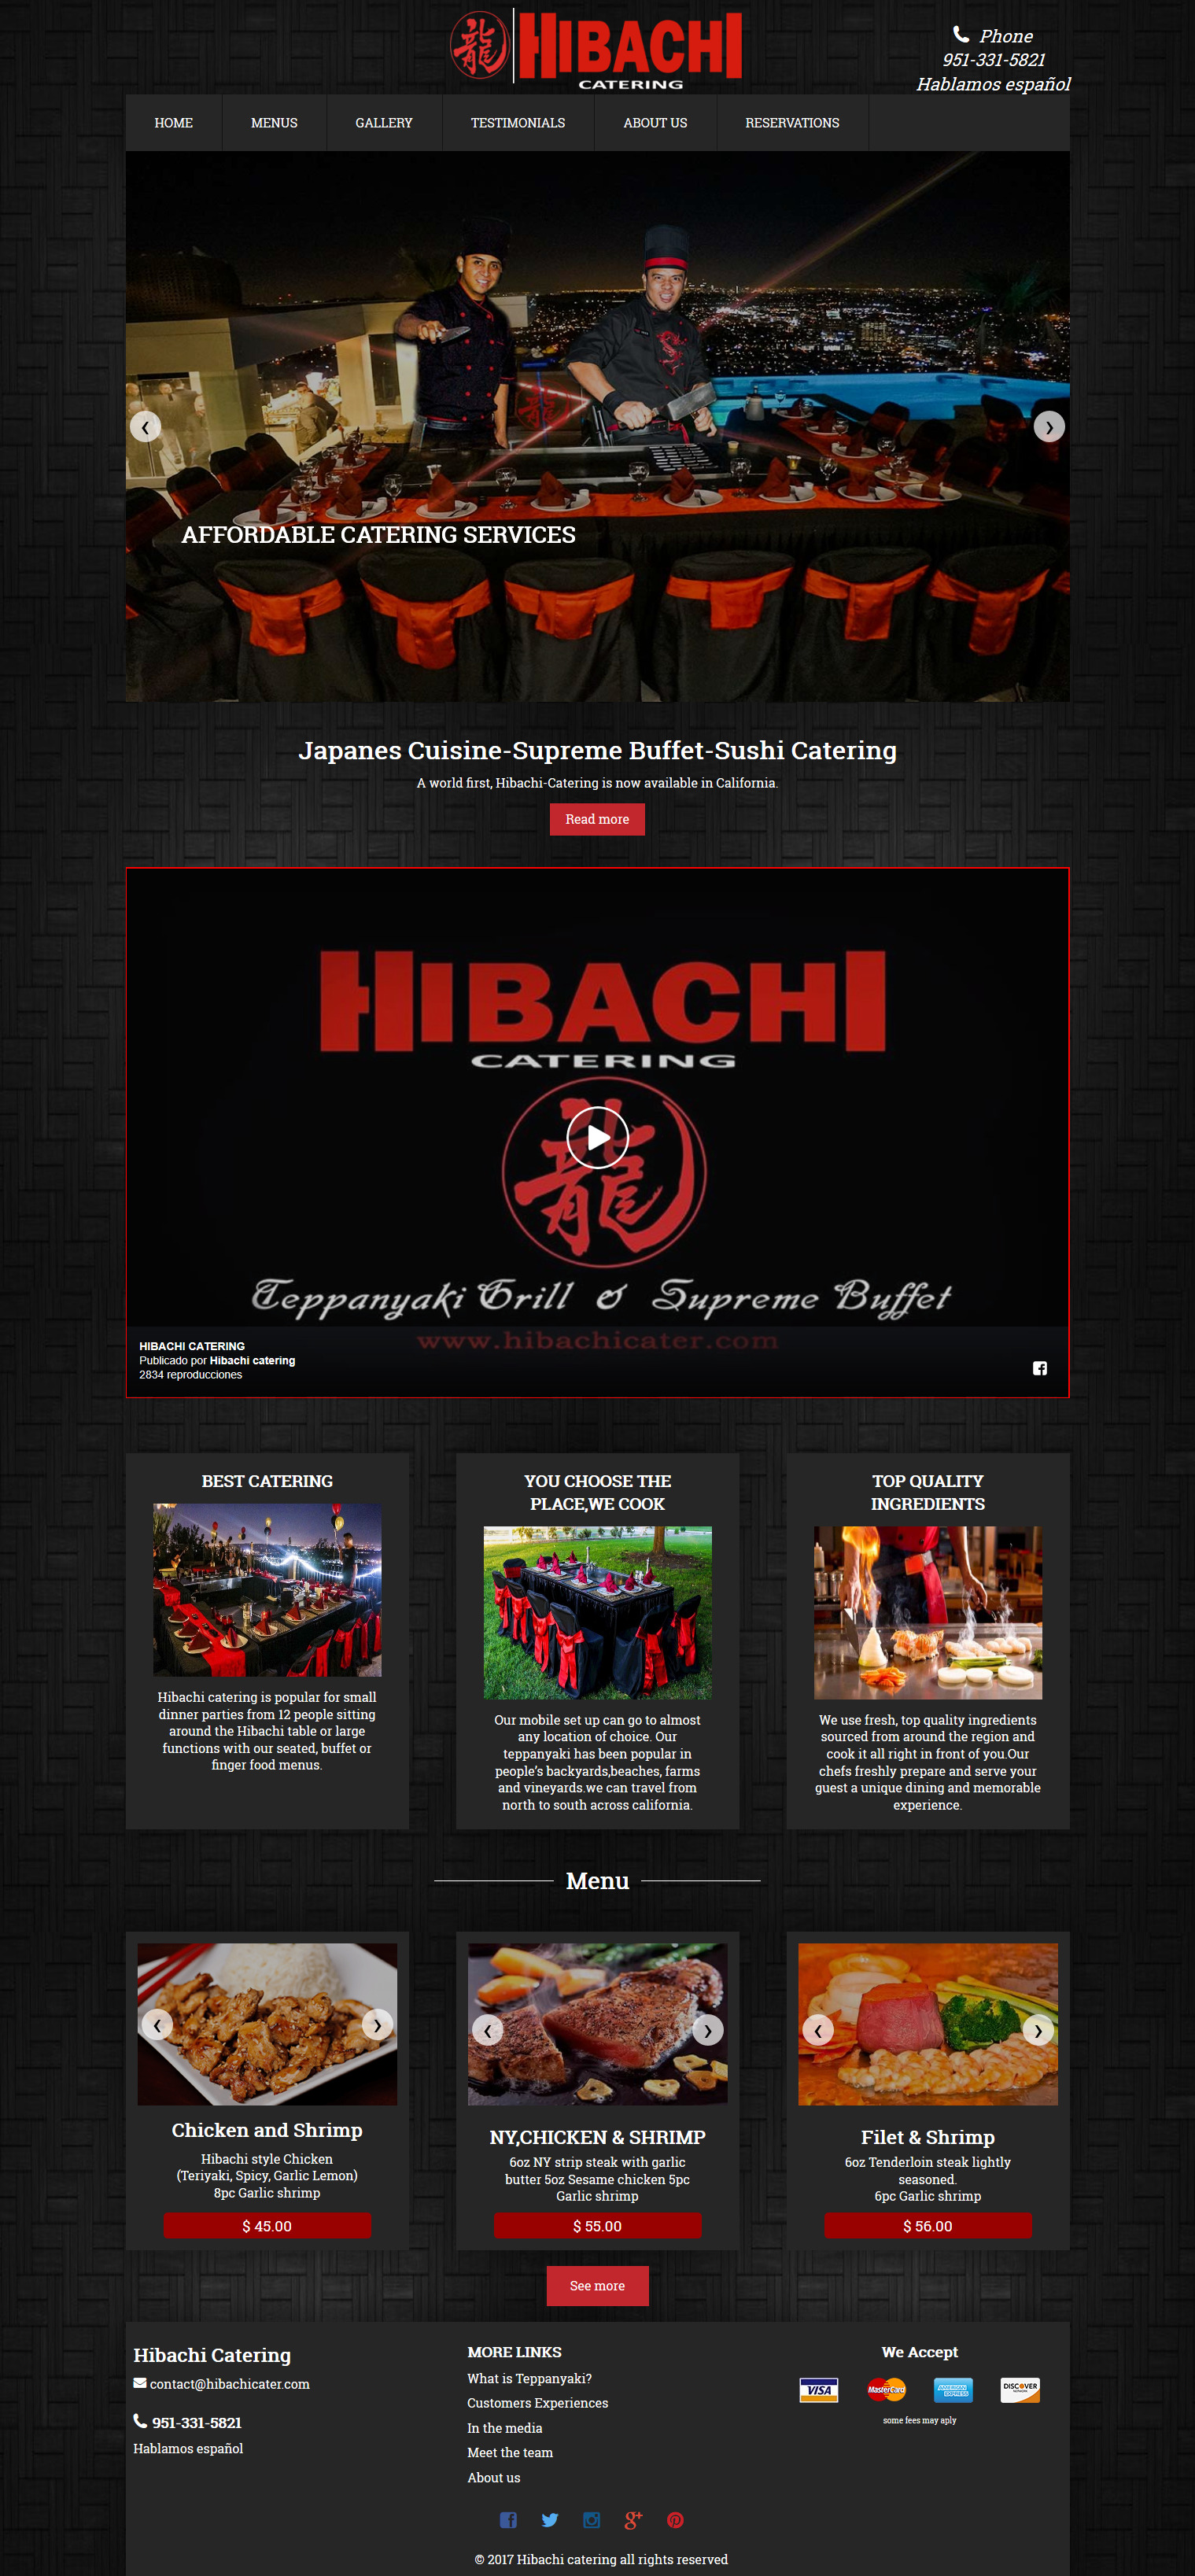 龍 HIBACHI
CATERING
Phone
951-331-5821
Hablamos español
HOME MENUS GALLERY TESTIMONIALS ABOUT US RESERVATIONS
AFFORDABLE CATERING SERVICES
Japanes Cuisine-Supreme Buffet-Sushi Catering
A world first, Hibachi-Catering is now available in California.
Read more
HIBACHI
CATERING
龍
Teppanyaki Grill & Supreme Buffet
www.hibachicater.com
HIBACHI CATERING
Publicado por Hibachi catering
2834 reproducciones
BEST CATERING
Hibachi catering is popular for small
dinner parties from 12 people sitting
around the Hibachi table or large
functions with our seated, buffet or
finger food menus.
YOU CHOOSE THE
PLACE,WE COOK
Our mobile set up can go to almost
any location of choice. Our
teppanyaki has been popular in
people's backyards,beaches, farms
and vineyards.we can travel from
north to south across california.
TOP QUALITY
INGREDIENTS
We use fresh, top quality ingredients
sourced from around the region and
cook it all right in front of you.Our
chefs freshly prepare and serve your
guest a unique dining and memorable
experience.
Menu
Chicken and Shrimp
Hibachi style Chicken
(Teriyaki, Spicy, Garlic Lemon)
8pc Garlic shrimp
$ 45.00
NY,CHICKEN & SHRIMP
6oz NY strip steak with garlic
butter 5oz Sesame chicken 5pc
Garlic shrimp
$ 55.00
Filet & Shrimp
6oz Tenderloin steak lightly
seasoned.
6pc Garlic shrimp
$ 56.00
See more
Hibachi Catering
contact@hibachicater.com
951-331-5821
Hablamos español
MORE LINKS
What is Teppanyaki?
Customers Experiences
In the media
Meet the team
About us
We Accept
VISA MasterCard AMERICAN EXPRESS DISCOVER NETWORK
some fees may aply
© 2017 Hibachi catering all rights reserved